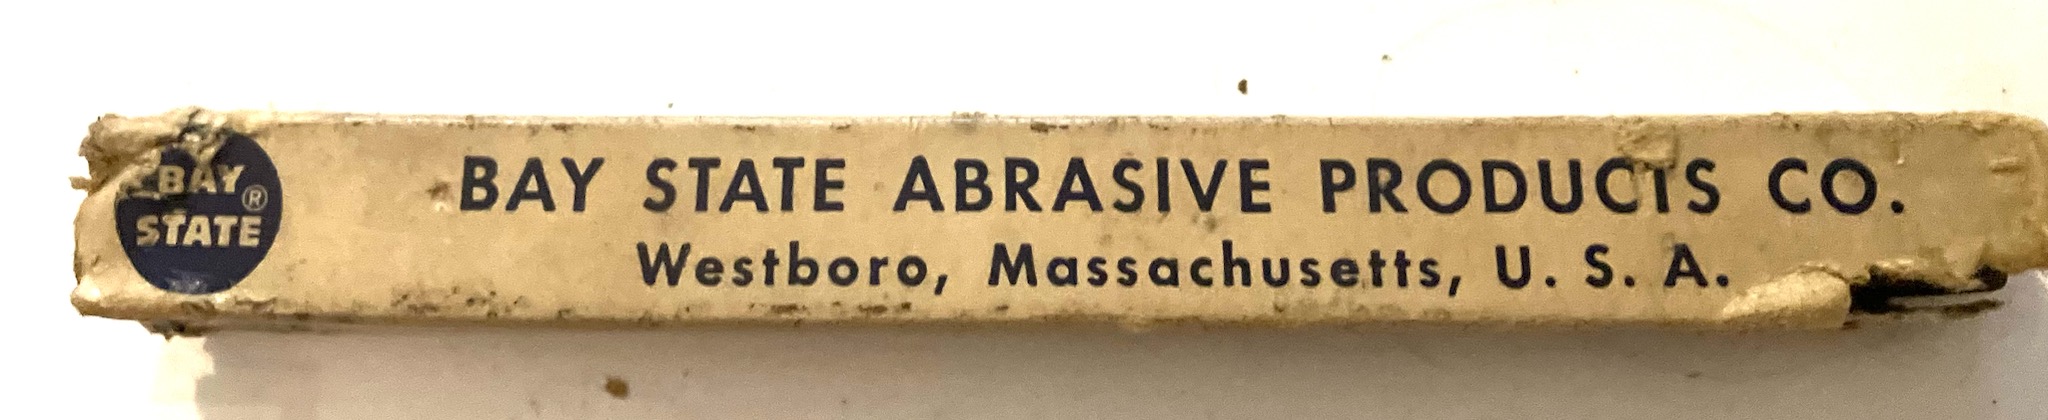 BAY ®
STATE
BAY STATE ABRASIVE PRODUCTS CO.
Westboro, Massachusetts, U. S. A.